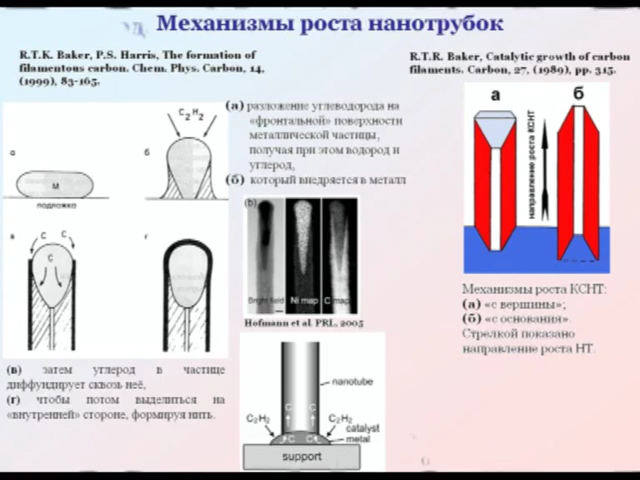 Механизмы роста нанотрубок
R.T.K. Baker, P.S. Harris, The formation of
filamentous carbon. Chem. Phys. Carbon, 14,
(1999), 83-165.
R.T.R. Baker, Catalytic growth of carbon
filaments. Carbon, 27, (1989), pp. 315.
(а) разложение углеводорода на
«фронтальной» поверхности
металлической частицы,
получая при этом водород и
углерод,
(б) который внедряется в металл
а
б
C2H2
М
подложка
в
C C
C
г
(b)
Bright field
Ni map
C map
Hofmann et al. PRL, 2005
а
б
направление роста КСНТ
Механизмы роста КСНТ:
(а) «с вершины»;
(б) «с основания».
Стрелкой показано
направление роста НТ.
(в) затем углерод в частице
диффундирует сквозь неё,
(г) чтобы потом выделиться на
«внутренней» стороне, формируя нить.
nanotube
C C
C2H2
C2H2
C C
catalyst
metal
support